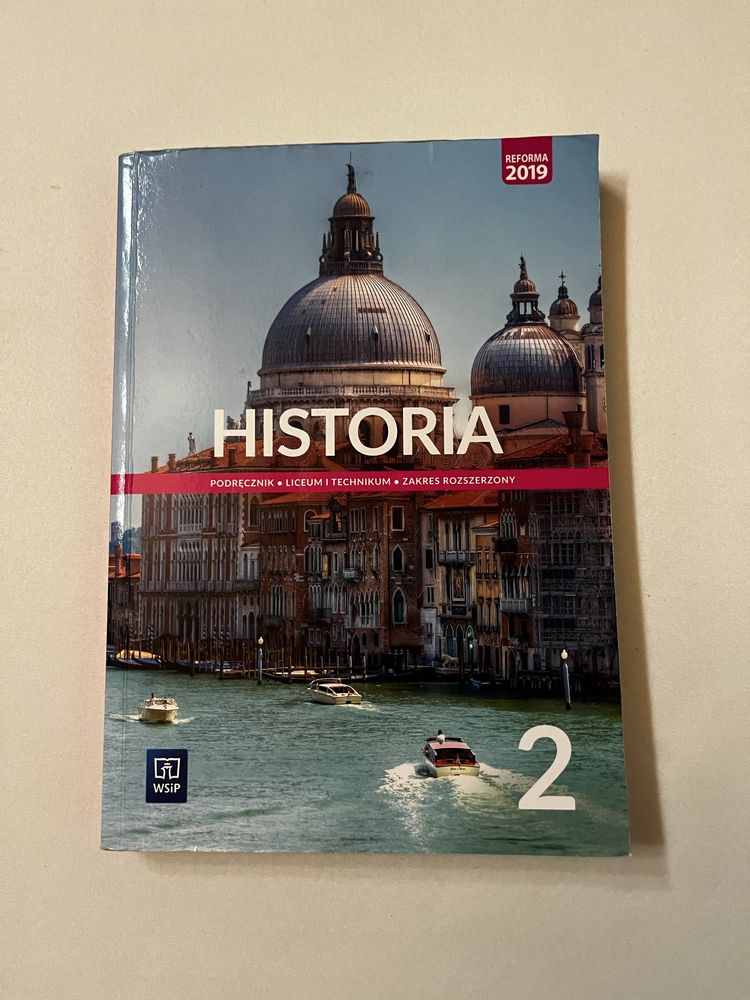 REFORMA
2019
HISTORIA
PODRĘCZNIK • LICEUM I TECHNIKUM • ZAKRES ROZSZERZONY
WSiP
2